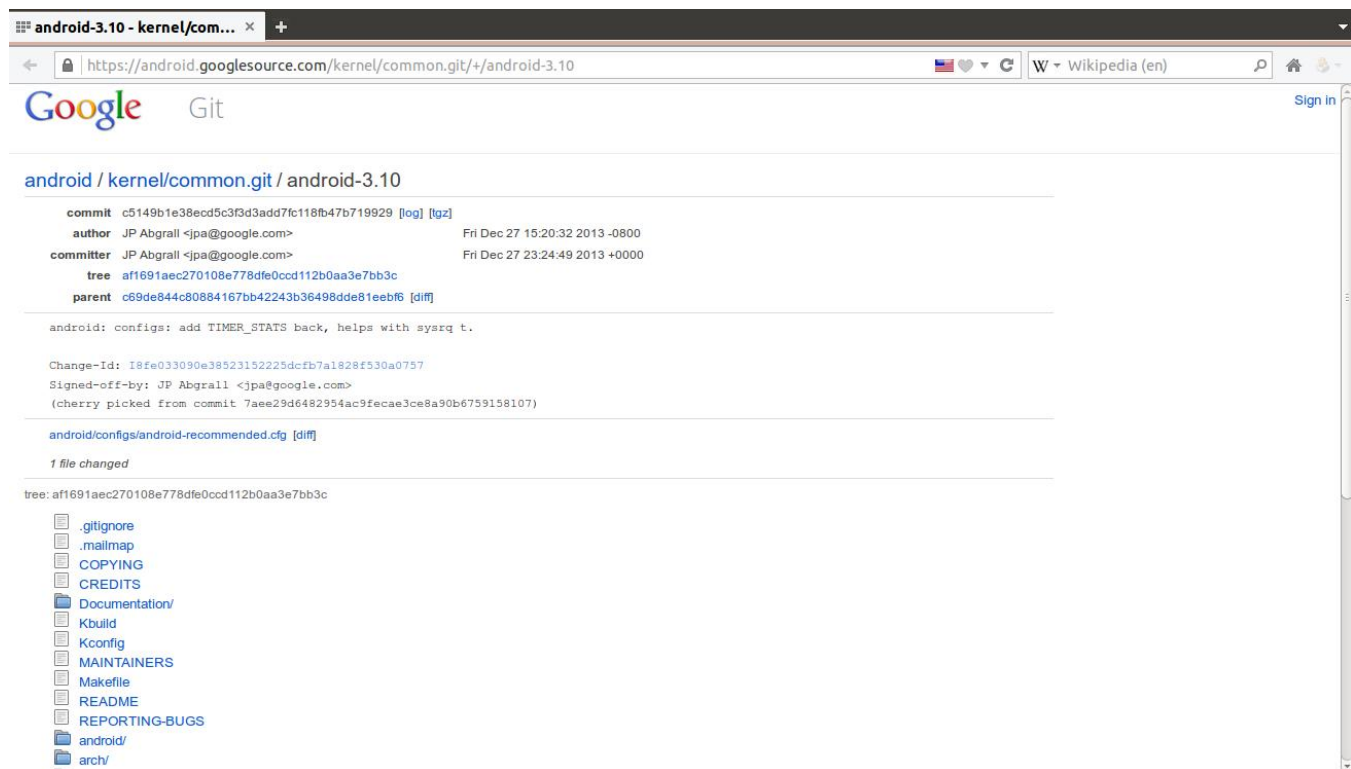 android-3.10 - kernel/com... × +
https://android.googlesource.com/kernel/common.git/+/android-3.10 W Wikipedia (en)
Google Git Sign in
android / kernel/common.git / android-3.10
commit c5149b1e38ecd5c3f3d3add7fc118fb47b719929 [log] [tgz]
author JP Abgrall <jpa@google.com> Fri Dec 27 15:20:32 2013 -0800
committer JP Abgrall <jpa@google.com> Fri Dec 27 23:24:49 2013 +0000
tree af1691aec270108e778dfe0ccd112b0aa3e7bb3c
parent c69de844c80884167bb42243b36498dde81eebf6 [diff]
android: configs: add TIMER_STATS back, helps with sysrq t.
Change-Id: I8fe033090e38523152225dcfb7a1828f530a0757
Signed-off-by: JP Abgrall <jpa@google.com>
(cherry picked from commit 7aee29d6482954ac9fecae3ce8a90b6759158107)
android/configs/android-recommended.cfg [diff]
1 file changed
tree: af1691aec270108e778dfe0ccd112b0aa3e7bb3c
.gitignore
.mailmap
COPYING
CREDITS
Documentation/
Kbuild
Kconfig
MAINTAINERS
Makefile
README
REPORTING-BUGS
android/
arch/